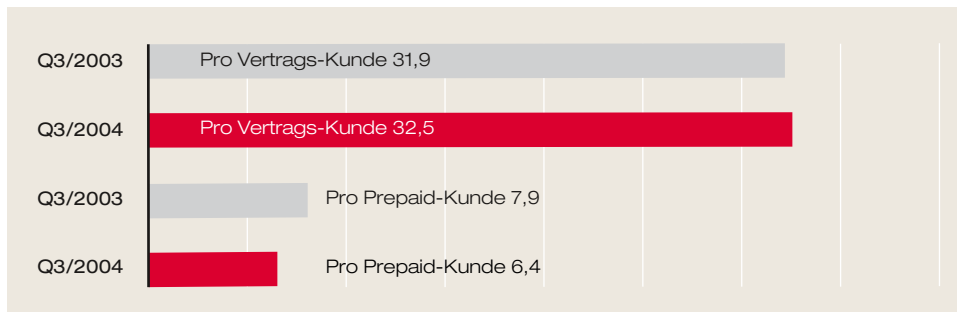 Q3/2003 Pro Vertrags-Kunde 31,9
Q3/2004 Pro Vertrags-Kunde 32,5
Q3/2003 Pro Prepaid-Kunde 7,9
Q3/2004 Pro Prepaid-Kunde 6,4